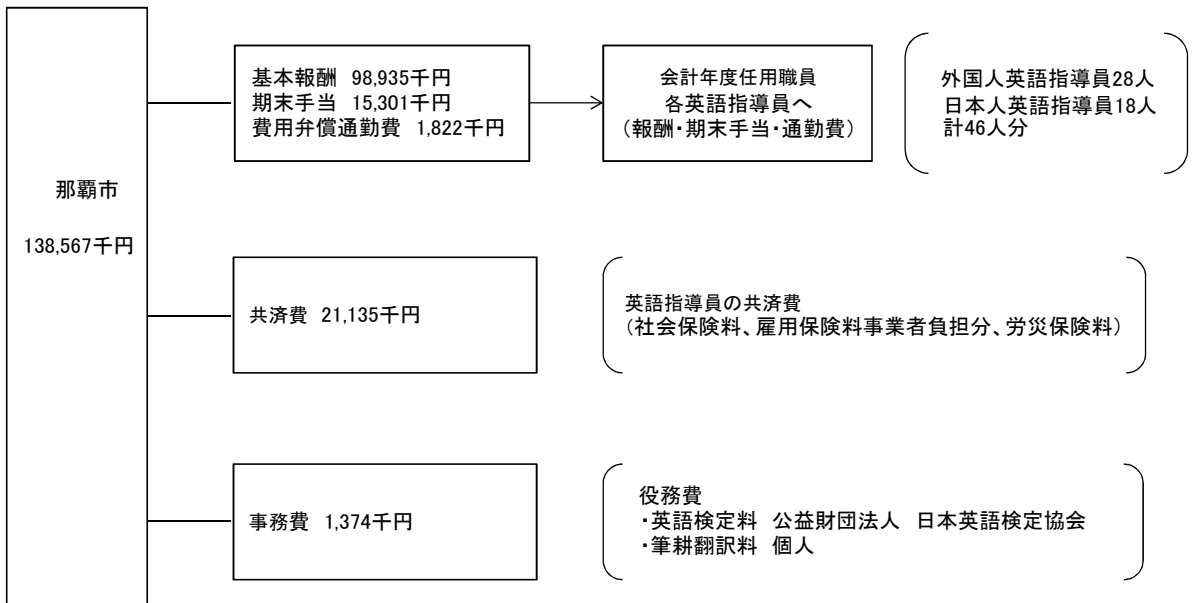 那覇市
138,567千円
基本報酬 98,935千円
期末手当 15,301千円
費用弁償通勤費 1,822千円
会計年度任用職員
各英語指導員へ
（報酬・期末手当・通勤費）
外国人英語指導員28人
日本人英語指導員18人
計46人分
共済費 21,135千円
英語指導員の共済費
（社会保険料、雇用保険料事業者負担分、労災保険料）
事務費 1,374千円
役務費
・英語検定料 公益財団法人 日本英語検定協会
・筆耕翻訳料 個人